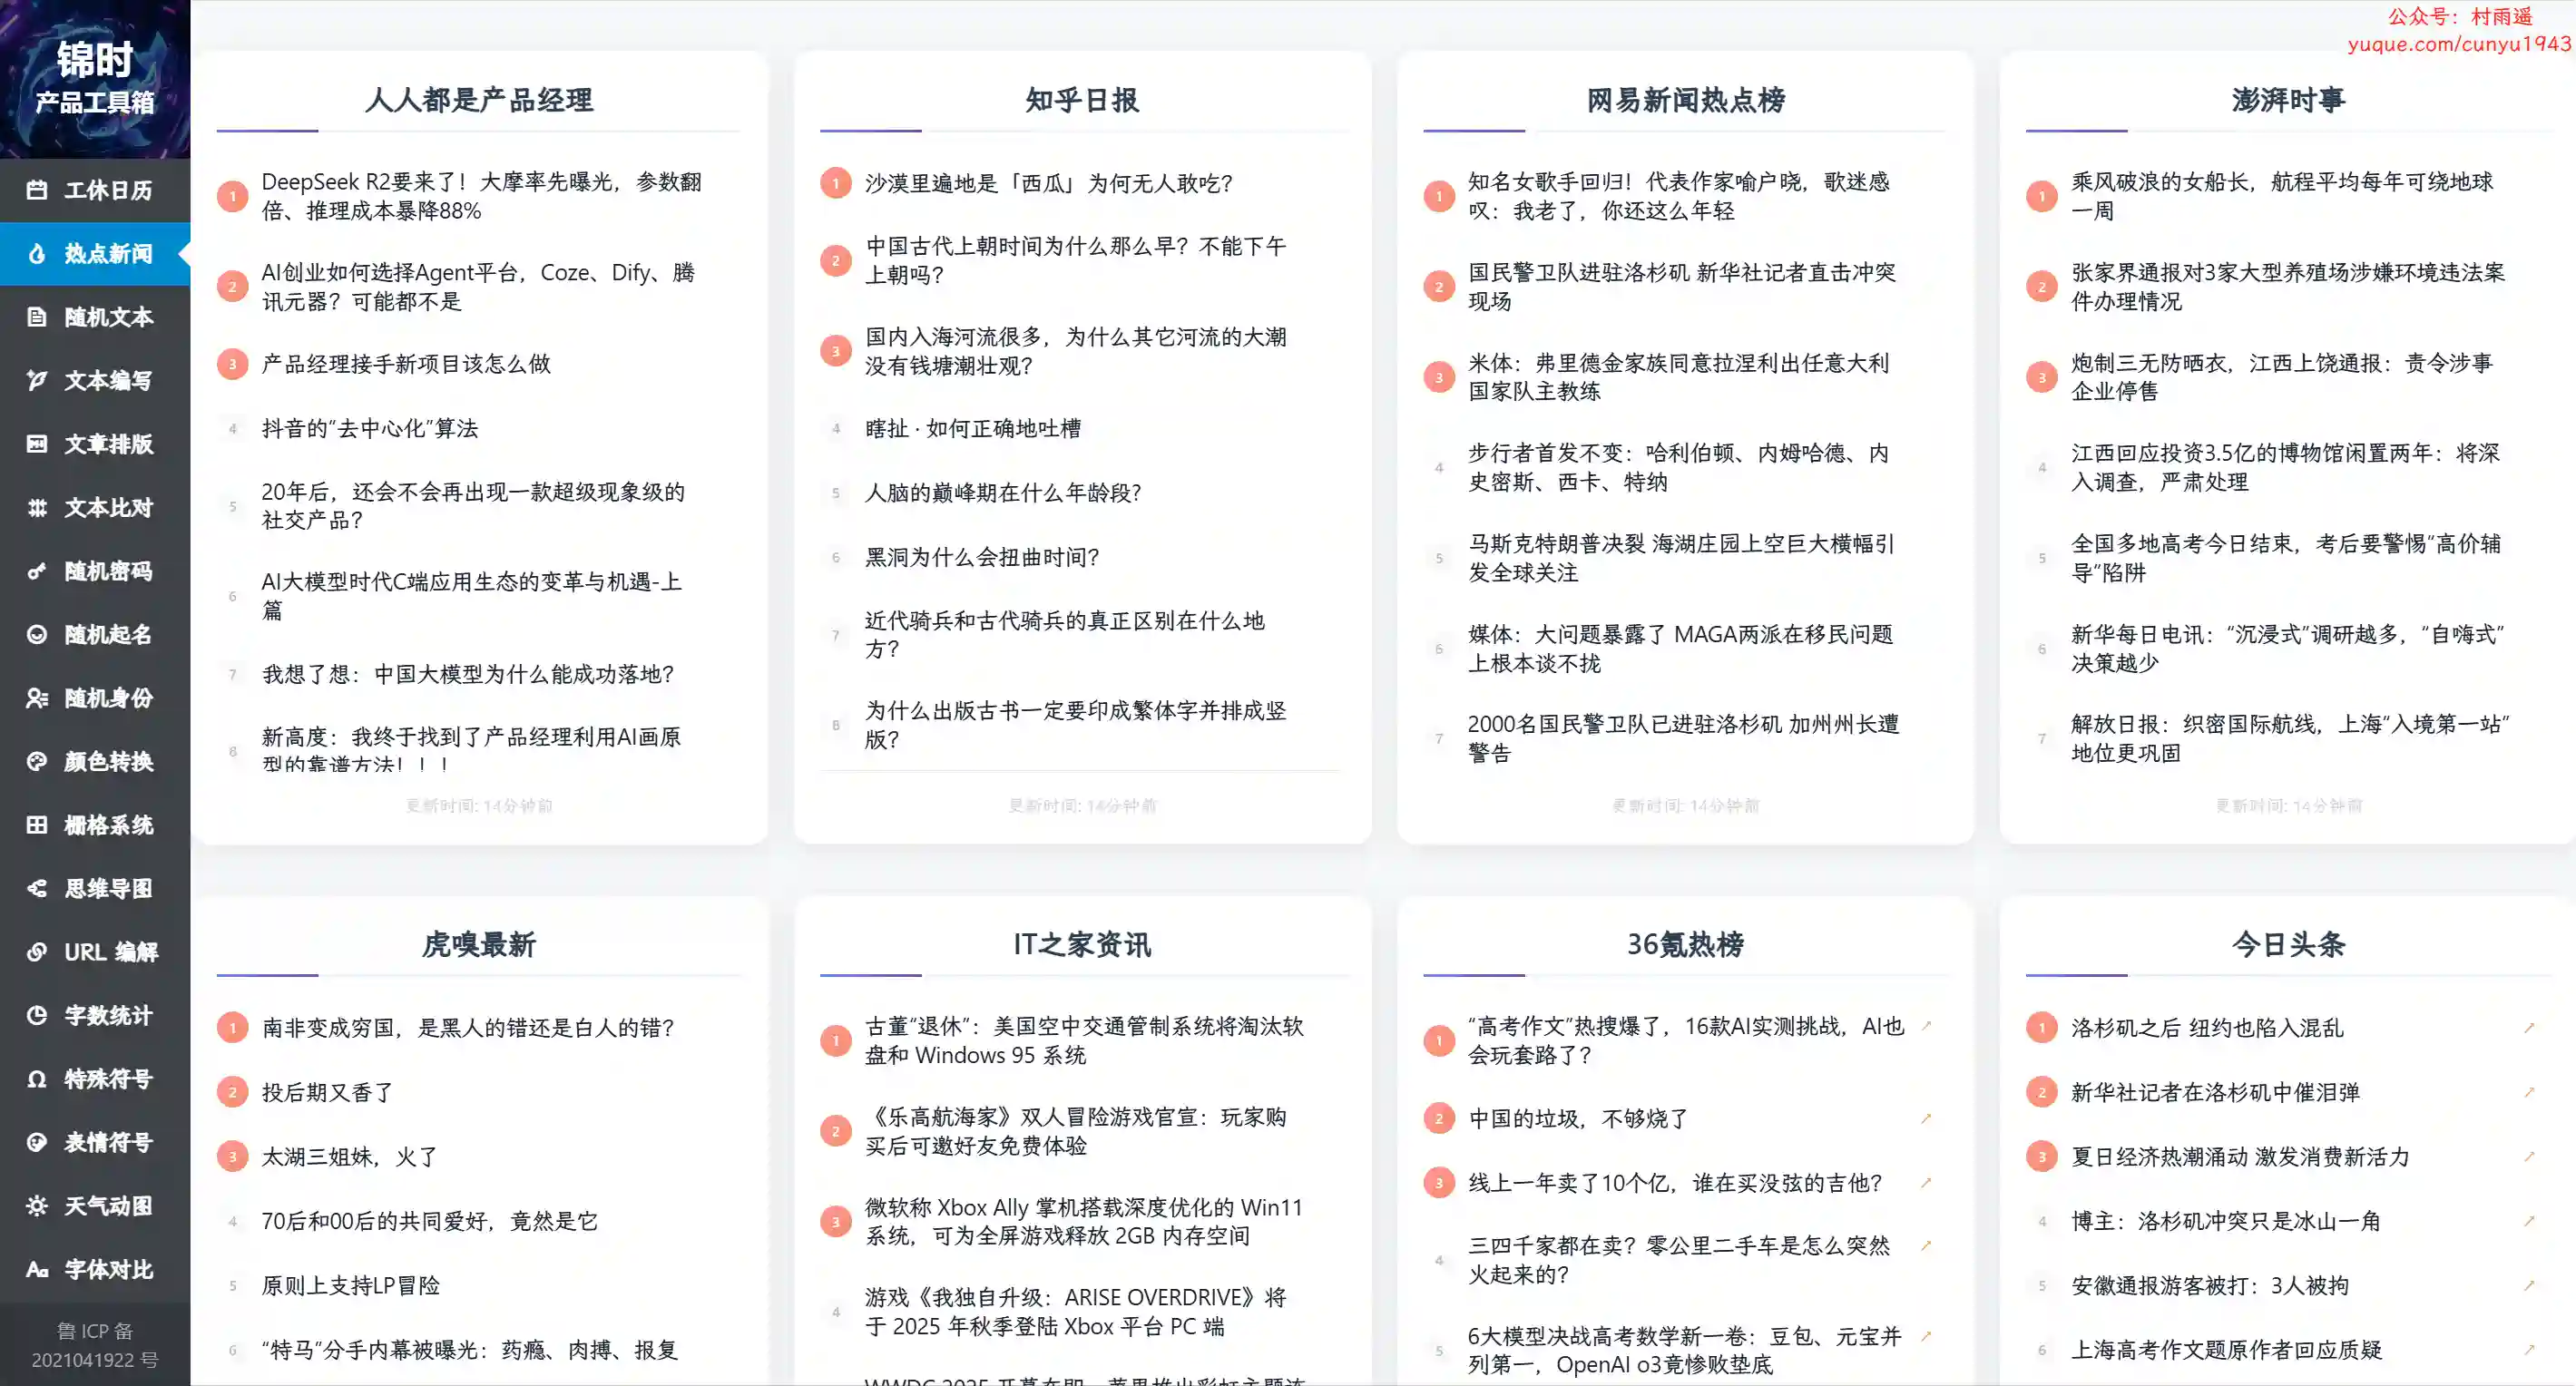 公众号：村雨遥
yuque.com/cunyu1943
锦时
产品工具箱
工休日历
热点新闻
随机文本
文本编写
文章排版
文本比对
随机密码
随机起名
随机身份
颜色转换
栅格系统
思维导图
URL 编解
字数统计
特殊符号
表情符号
天气动图
字体对比
鲁 ICP 备
2021041922 号
人人都是产品经理
1
DeepSeek R2要来了！大摩率先曝光，参数翻
倍、推理成本暴降88%
2
AI创业如何选择Agent平台，Coze、Dify、腾
讯元器？可能都不是
3
产品经理接手新项目该怎么做
4
抖音的“去中心化”算法
5
20年后，还会不会再出现一款超级现象级的
社交产品？
6
AI大模型时代C端应用生态的变革与机遇-上
篇
7
我想了想：中国大模型为什么能成功落地？
8
新高度：我终于找到了产品经理利用AI画原
型的靠谱方法！！！
更新时间: 14分钟前
知乎日报
1
沙漠里遍地是「西瓜」为何无人敢吃？
2
中国古代上朝时间为什么那么早？不能下午
上朝吗？
3
国内入海河流很多，为什么其它河流的大潮
没有钱塘潮壮观？
4
瞎扯 · 如何正确地吐槽
5
人脑的巅峰期在什么年龄段？
6
黑洞为什么会扭曲时间？
7
近代骑兵和古代骑兵的真正区别在什么地
方？
8
为什么出版古书一定要印成繁体字并排成竖
版？
更新时间: 14分钟前
网易新闻热点榜
1
知名女歌手回归！代表作家喻户晓，歌迷感
叹：我老了，你还这么年轻
2
国民警卫队进驻洛杉矶 新华社记者直击冲突
现场
3
米体：弗里德金家族同意拉涅利出任意大利
国家队主教练
4
步行者首发不变：哈利伯顿、内姆哈德、内
史密斯、西卡、特纳
5
马斯克特朗普决裂 海湖庄园上空巨大横幅引
发全球关注
6
媒体：大问题暴露了 MAGA两派在移民问题
上根本谈不拢
7
2000名国民警卫队已进驻洛杉矶 加州州长遭
警告
更新时间: 14分钟前
澎湃时事
1
乘风破浪的女船长，航程平均每年可绕地球
一周
2
张家界通报对3家大型养殖场涉嫌环境违法案
件办理情况
3
炮制三无防晒衣，江西上饶通报：责令涉事
企业停售
4
江西回应投资3.5亿的博物馆闲置两年：将深
入调查，严肃处理
5
全国多地高考今日结束，考后要警惕“高价辅
导”陷阱
6
新华每日电讯：“沉浸式”调研越多，“自嗨式”
决策越少
7
解放日报：织密国际航线，上海“入境第一站”
地位更巩固
更新时间: 14分钟前
虎嗅最新
1
南非变成穷国，是黑人的错还是白人的错？
2
投后期又香了
3
太湖三姐妹，火了
4
70后和00后的共同爱好，竟然是它
5
原则上支持LP冒险
6
“特马”分手内幕被曝光：药瘾、肉搏、报复
IT之家资讯
1
古董“退休”：美国空中交通管制系统将淘汰软
盘和 Windows 95 系统
2
《乐高航海家》双人冒险游戏官宣：玩家购
买后可邀好友免费体验
3
微软称 Xbox Ally 掌机搭载深度优化的 Win11
系统，可为全屏游戏释放 2GB 内存空间
4
游戏《我独自升级：ARISE OVERDRIVE》将
于 2025 年秋季登陆 Xbox 平台 PC 端
WWDC 2025
36氪热榜
1
“高考作文”热搜爆了，16款AI实测挑战，AI也
会玩套路了？
2
中国的垃圾，不够烧了
3
线上一年卖了10个亿，谁在买没弦的吉他？
4
三四千家都在卖？零公里二手车是怎么突然
火起来的？
5
6大模型决战高考数学新一卷：豆包、元宝并
列第一，OpenAI o3竟惨败垫底
今日头条
1
洛杉矶之后 纽约也陷入混乱
2
新华社记者在洛杉矶中催泪弹
3
夏日经济热潮涌动 激发消费新活力
4
博主：洛杉矶冲突只是冰山一角
5
安徽通报游客被打：3人被拘
6
上海高考作文题原作者回应质疑